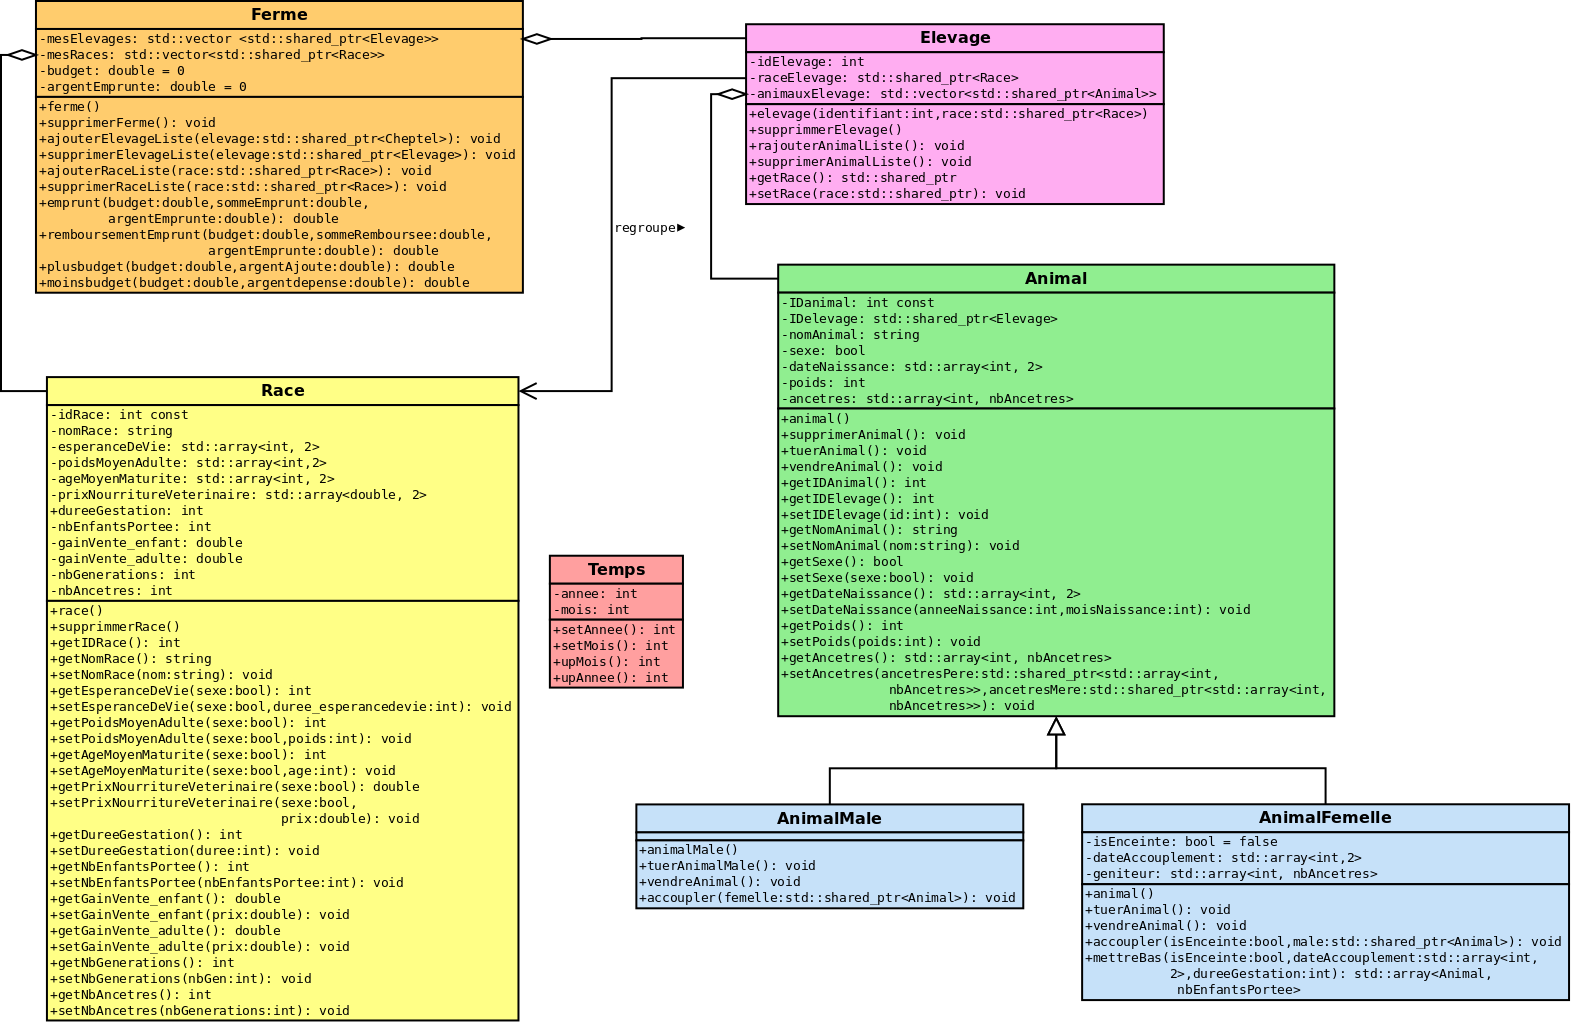 Ferme
-mesElevages: std::vector <std::shared_ptr<Elevage>>
-mesRaces: std::vector<std::shared_ptr<Race>>
-budget: double = 0
-argentEmprunte: double = 0
+ferme()
+supprimerFerme(): void
+ajouterElevageListe(elevage:std::shared_ptr<Cheptel>): void
+supprimerElevageListe(elevage:std::shared_ptr<Elevage>): void
+ajouterRaceListe(race:std::shared_ptr<Race>): void
+supprimerRaceListe(race:std::shared_ptr<Race>): void
+emprunt(budget:double,sommeEmprunt:double,
argentEmprunte:double): double
+remboursementEmprunt(budget:double,sommeRemboursee:double,
argentEmprunte:double): double
+plusbudget(budget:double,argentAjoute:double): double
+moinsbudget(budget:double,argentdepense:double): double
Elevage
-idElevage: int
-raceElevage: std::shared_ptr<Race>
-animauxElevage: std::vector<std::shared_ptr<Animal>>
+elevage(identifiant:int,race:std::shared_ptr<Race>)
+supprimmerElevage()
+rajouterAnimalListe(): void
+supprimerAnimalListe(): void
+getRace(): std::shared_ptr
+setRace(race:std::shared_ptr): void
regroupe►
Animal
-IDanimal: int const
-IDelevage: std::shared_ptr<Elevage>
-nomAnimal: string
-sexe: bool
-dateNaissance: std::array<int, 2>
-poids: int
-ancetres: std::array<int, nbAncetres>
+animal()
+supprimerAnimal(): void
+tuerAnimal(): void
+vendreAnimal(): void
+getIDAnimal(): int
+getIDElevage(): int
+setIDElevage(id:int): void
+getNomAnimal(): string
+setNomAnimal(nom:string): void
+getSexe(): bool
+setSexe(sexe:bool): void
+getDateNaissance(): std::array<int, 2>
+setDateNaissance(anneeNaissance:int,moisNaissance:int): void
+getPoids(): int
+setPoids(poids:int): void
+getAncetres(): std::array<int, nbAncetres>
+setAncetres(ancetresPere:std::shared_ptr<std::array<int,
nbAncetres>>,ancetresMere:std::shared_ptr<std::array<int,
nbAncetres>>): void
Race
-idRace: int const
-nomRace: string
-esperanceDeVie: std::array<int, 2>
-poidsMoyenAdulte: std::array<int,2>
-ageMoyenMaturite: std::array<int, 2>
-prixNourritureVeterinaire: std::array<double, 2>
+dureeGestation: int
-nbEnfantsPortee: int
-gainVente_enfant: double
-gainVente_adulte: double
-nbGenerations: int
-nbAncetres: int
+race()
+supprimmerRace()
+getIDRace(): int
+getNomRace(): string
+setNomRace(nom:string): void
+getEsperanceDeVie(sexe:bool): int
+setEsperanceDeVie(sexe:bool,duree_esperancedevie:int): void
+getPoidsMoyenAdulte(sexe:bool): int
+setPoidsMoyenAdulte(sexe:bool,poids:int): void
+getAgeMoyenMaturite(sexe:bool): int
+setAgeMoyenMaturite(sexe:bool,age:int): void
+getPrixNourritureVeterinaire(sexe:bool): double
+setPrixNourritureVeterinaire(sexe:bool,
prix:double): void
+getDureeGestation(): int
+setDureeGestation(duree:int): void
+getNbEnfantsPortee(): int
+setNbEnfantsPortee(nbEnfantsPortee:int): void
+getGainVente_enfant(): double
+setGainVente_enfant(prix:double): void
+getGainVente_adulte(): double
+setGainVente_adulte(prix:double): void
+getNbGenerations(): int
+setNbGenerations(nbGen:int): void
+getNbAncetres(): int
+setNbAncetres(nbGenerations:int): void
Temps
-annee: int
-mois: int
+setAnnee(): int
+setMois(): int
+upMois(): int
+upAnnee(): int
AnimalMale
+animalMale()
+tuerAnimalMale(): void
+vendreAnimal(): void
+accoupler(femelle:std::shared_ptr<Animal>): void
AnimalFemelle
-isEnceinte: bool = false
-dateAccouplement: std::array<int,2>
-geniteur: std::array<int, nbAncetres>
+animal()
+tuerAnimal(): void
+vendreAnimal(): void
+accoupler(isEnceinte:bool,male:std::shared_ptr<Animal>): void
+mettreBas(isEnceinte:bool,dateAccouplement:std::array<int,
2>,dureeGestation:int): std::array<Animal,
nbEnfantsPortee>